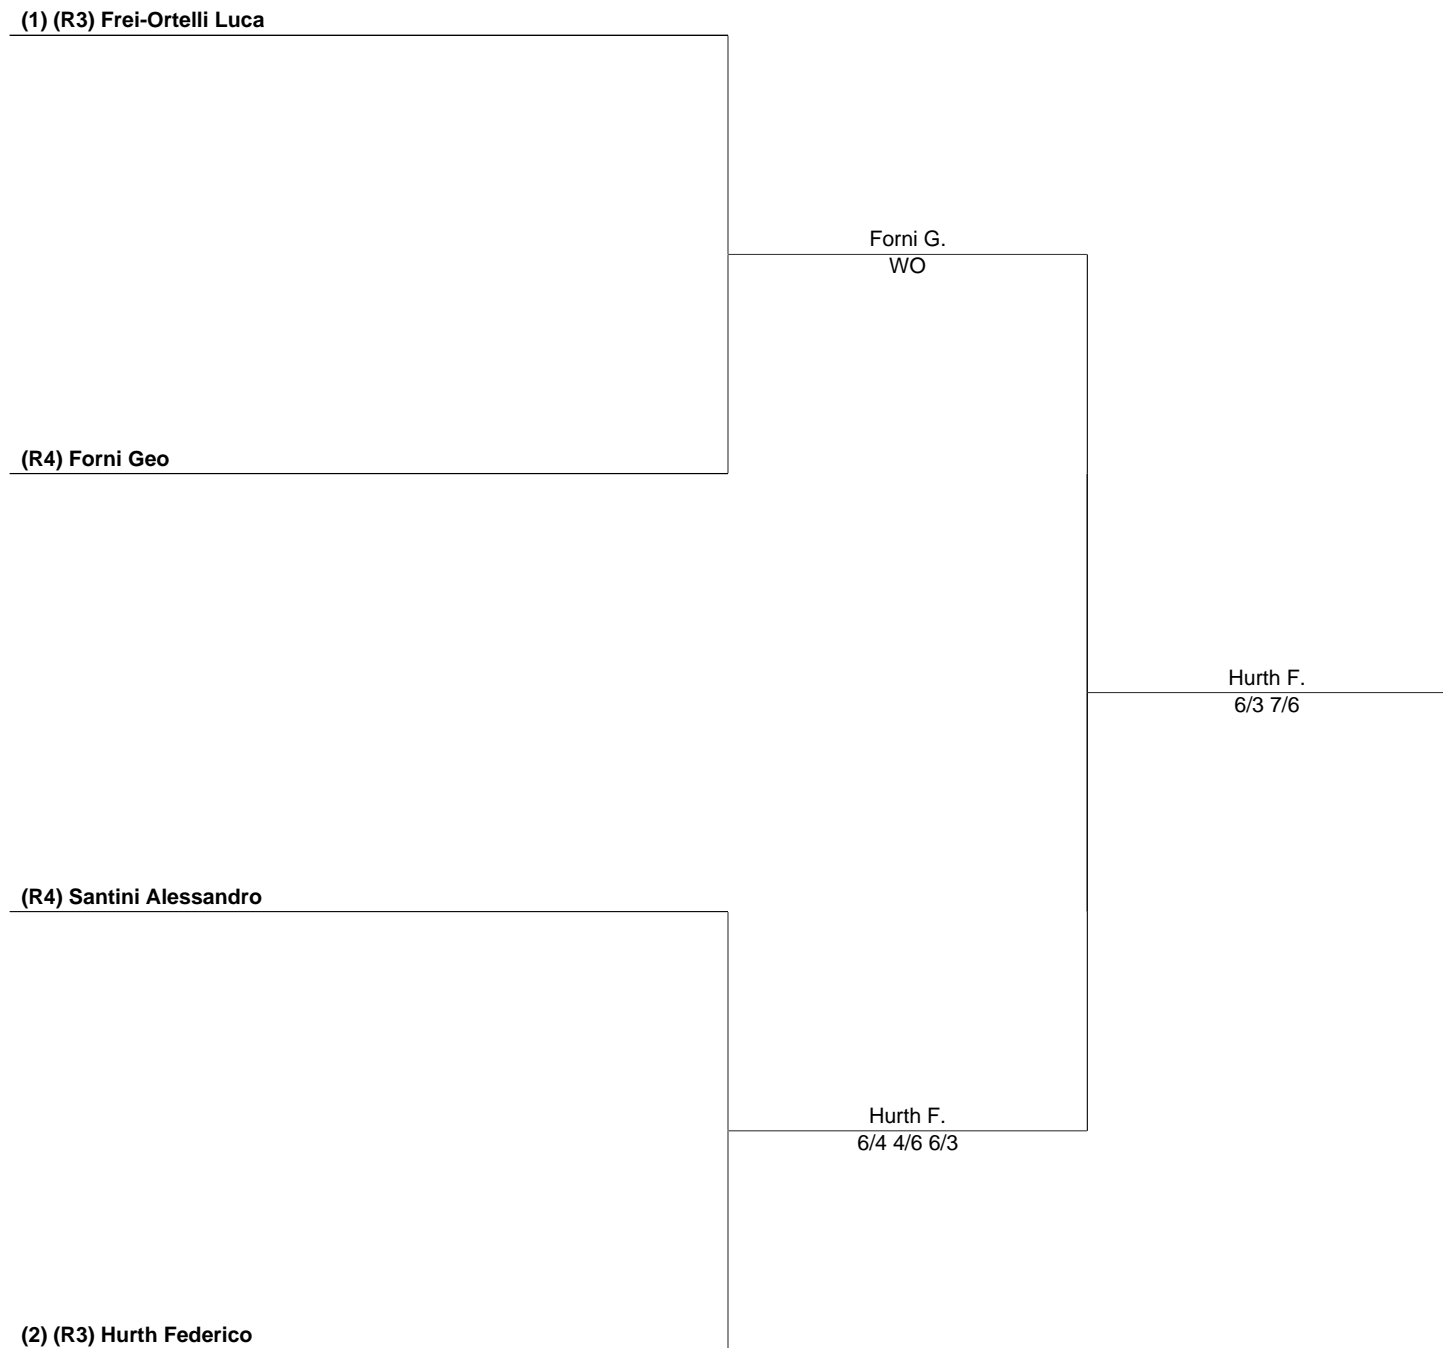 (1) (R3) Frei-Ortelli Luca
Forni G.
WO
(R4) Forni Geo
Hurth F.
6/3 7/6
(R4) Santini Alessandro
Hurth F.
6/4 4/6 6/3
(2) (R3) Hurth Federico